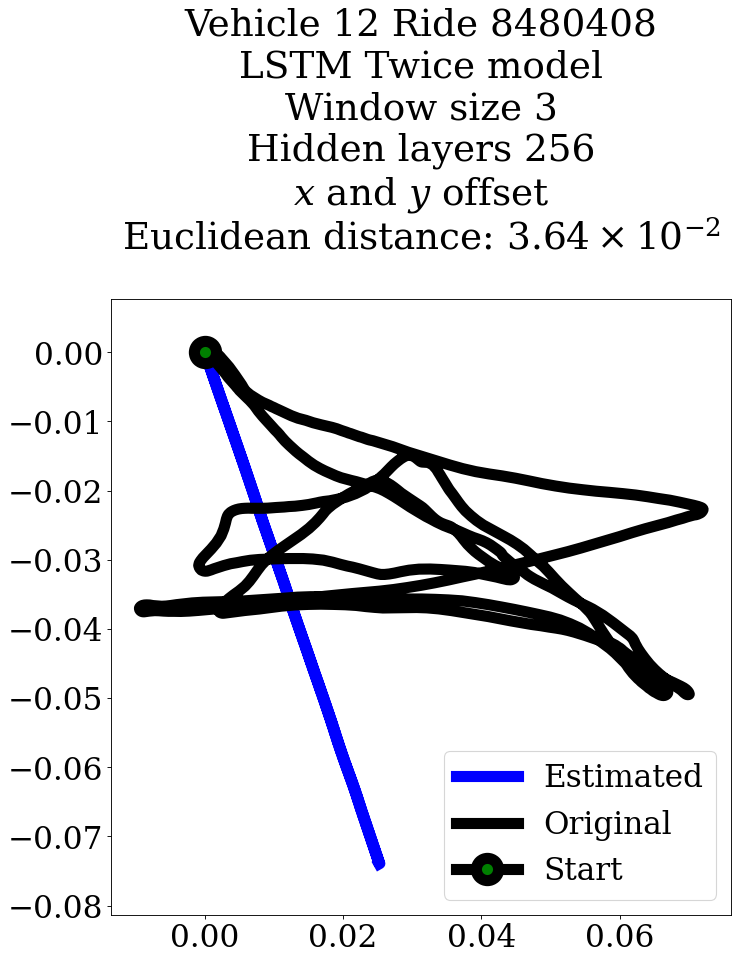 Vehicle 12 Ride 8480408
LSTM Twice model
Window size 3
Hidden layers 256
x and y offset
Euclidean distance: 3.64 × 10⁻²
0.00
−0.01
−0.02
−0.03
−0.04
−0.05
−0.06
−0.07
−0.08
Estimated
Original
Start
0.00 0.02 0.04 0.06